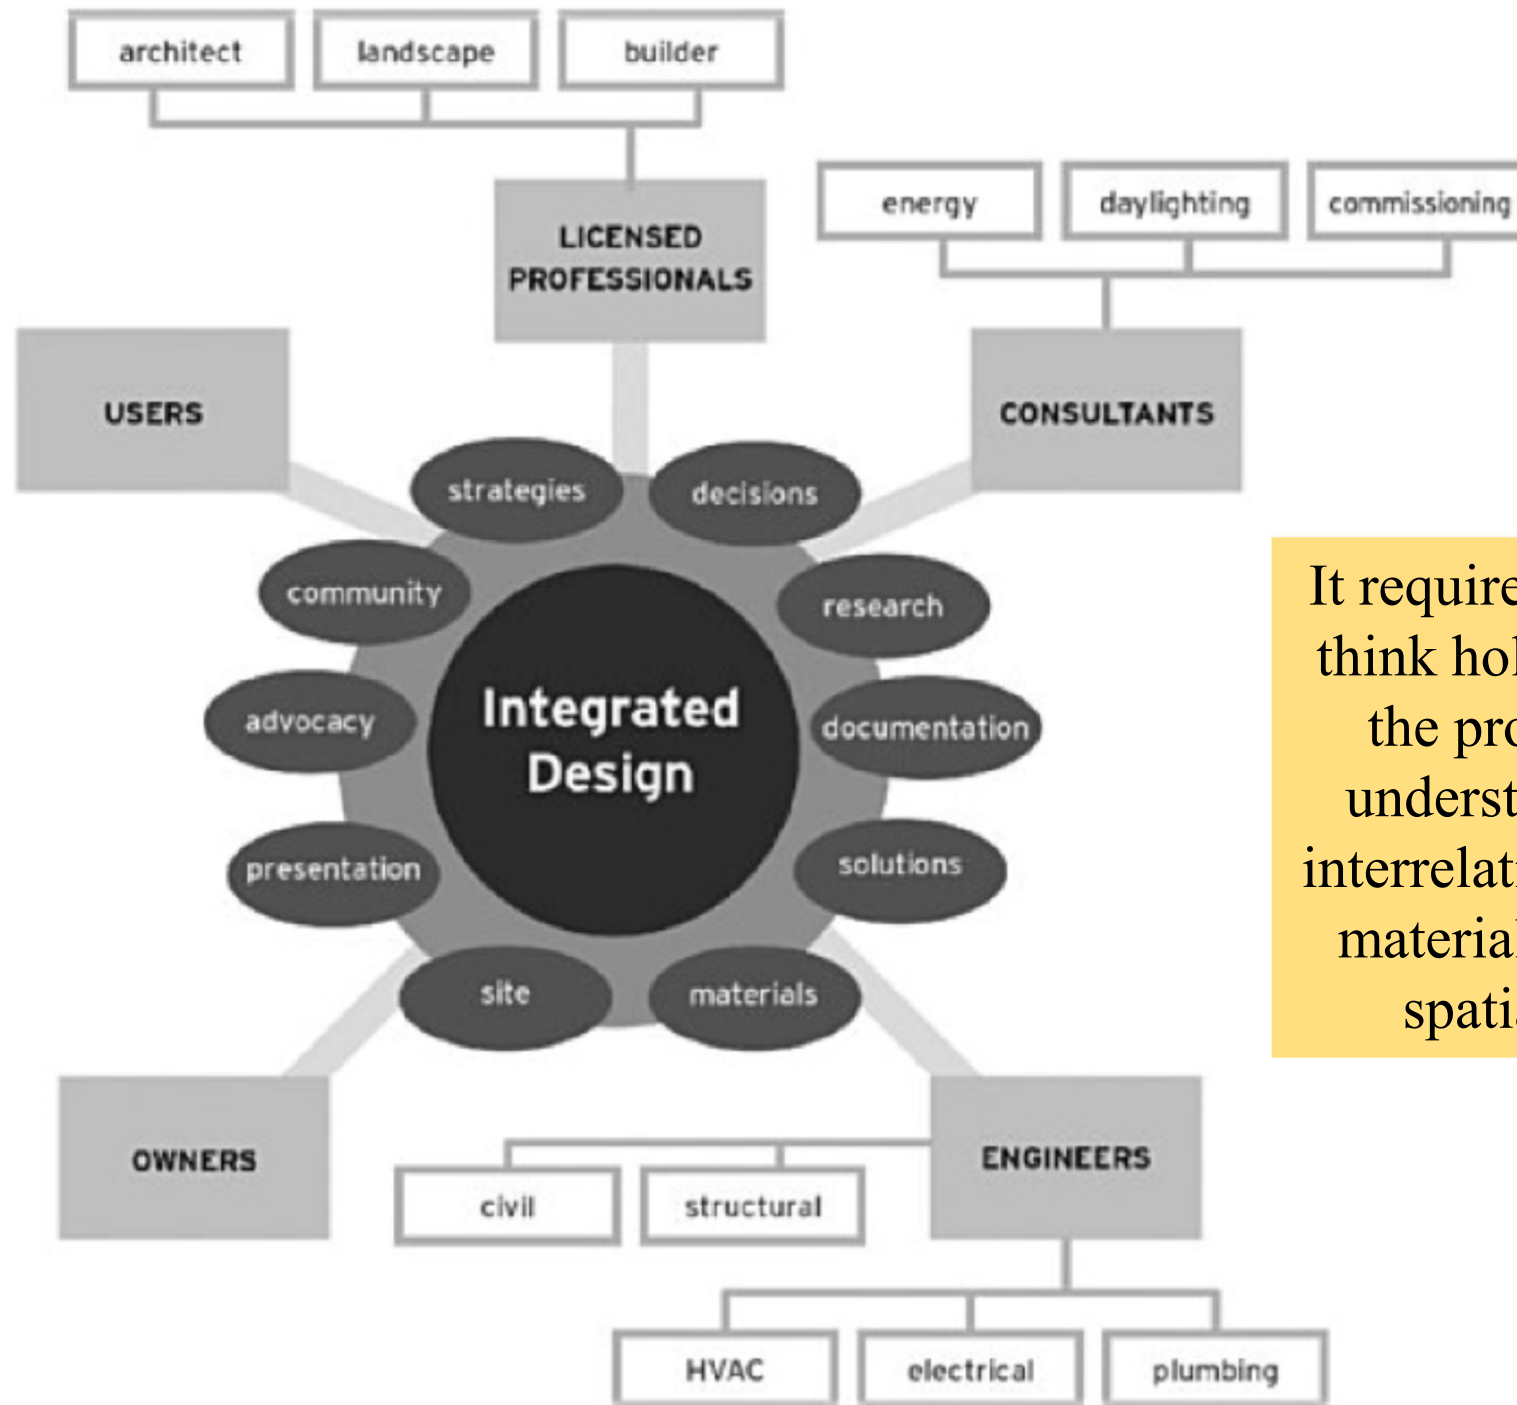 architect
landscape
builder
energy
daylighting
commissioning
LICENSED
PROFESSIONALS
USERS
CONSULTANTS
strategies
decisions
community
research
advocacy
documentation
Integrated
Design
presentation
solutions
site
materials
OWNERS
ENGINEERS
civil
structural
HVAC
electrical
plumbing
It require
think hol
the pro
underst
interrelati
material
spati